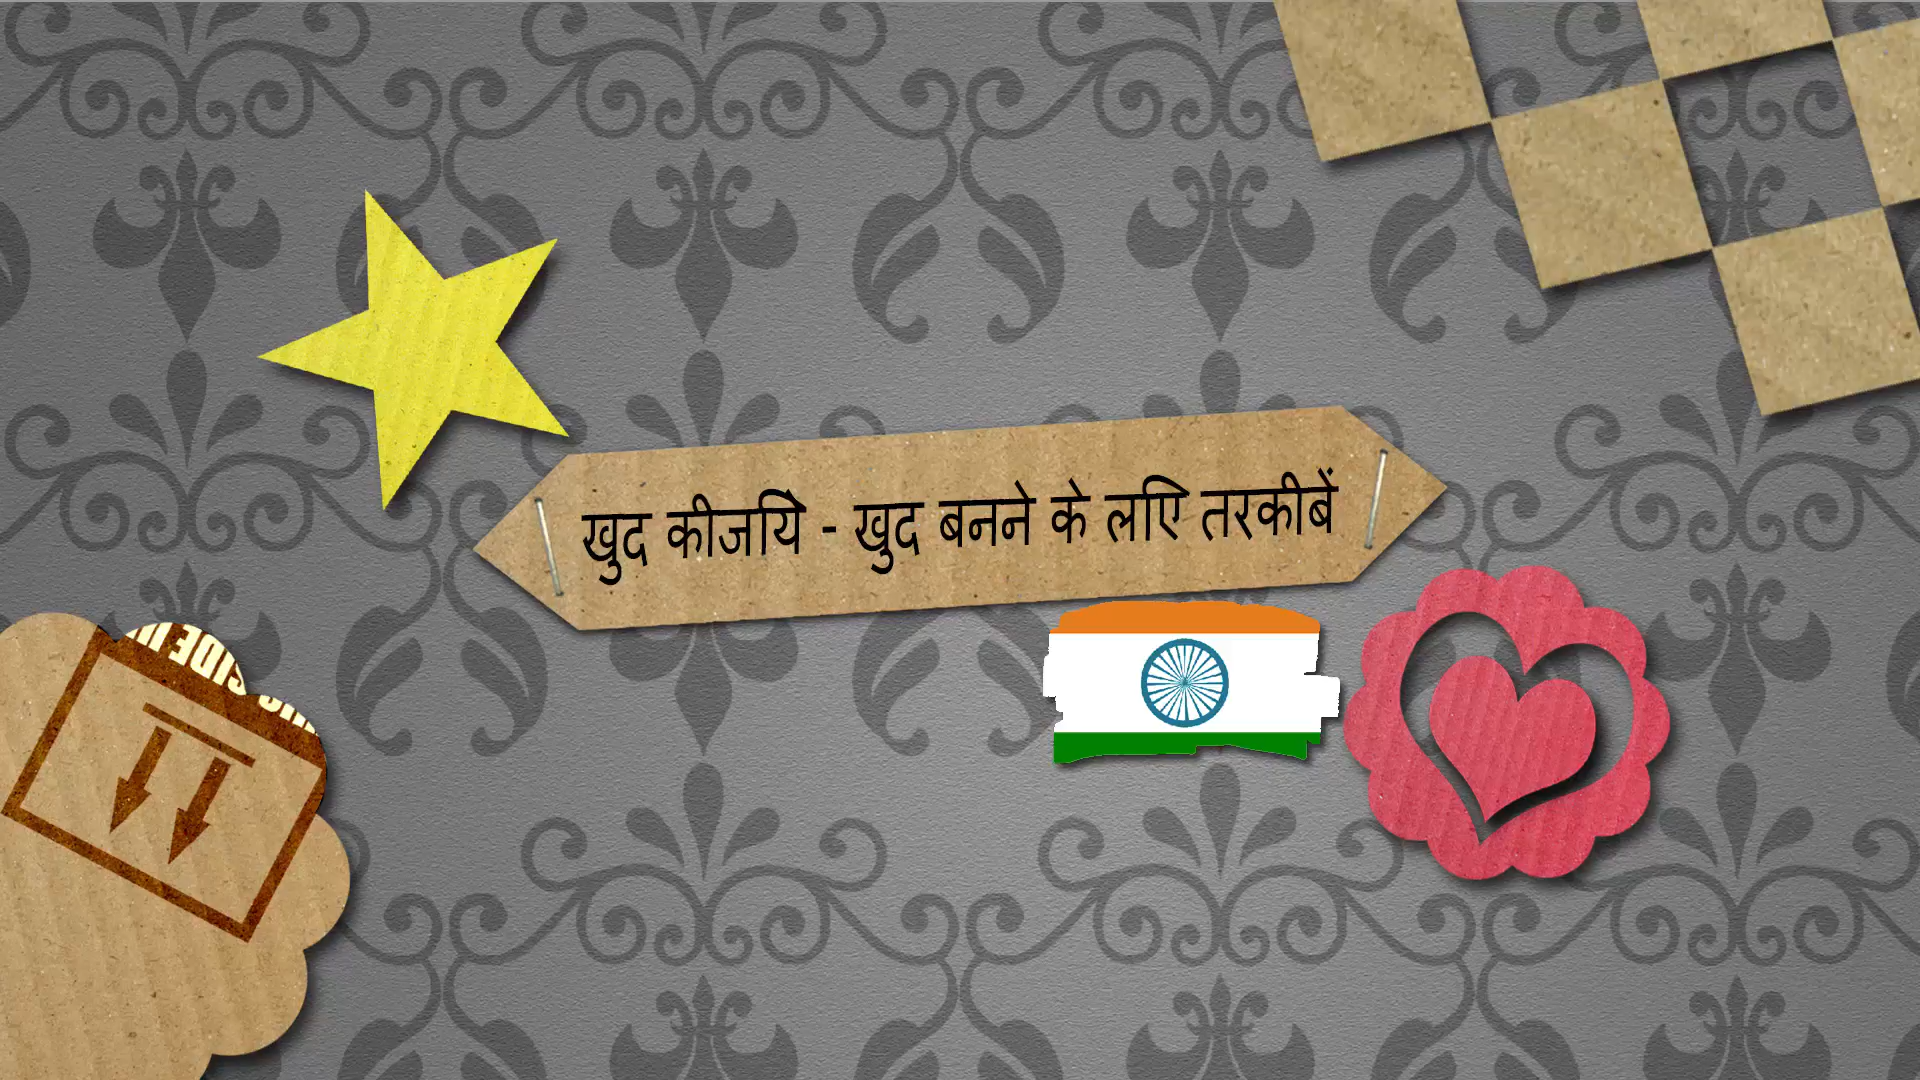 खुद कीजिये - खुद बनने के लिए तरकीबें